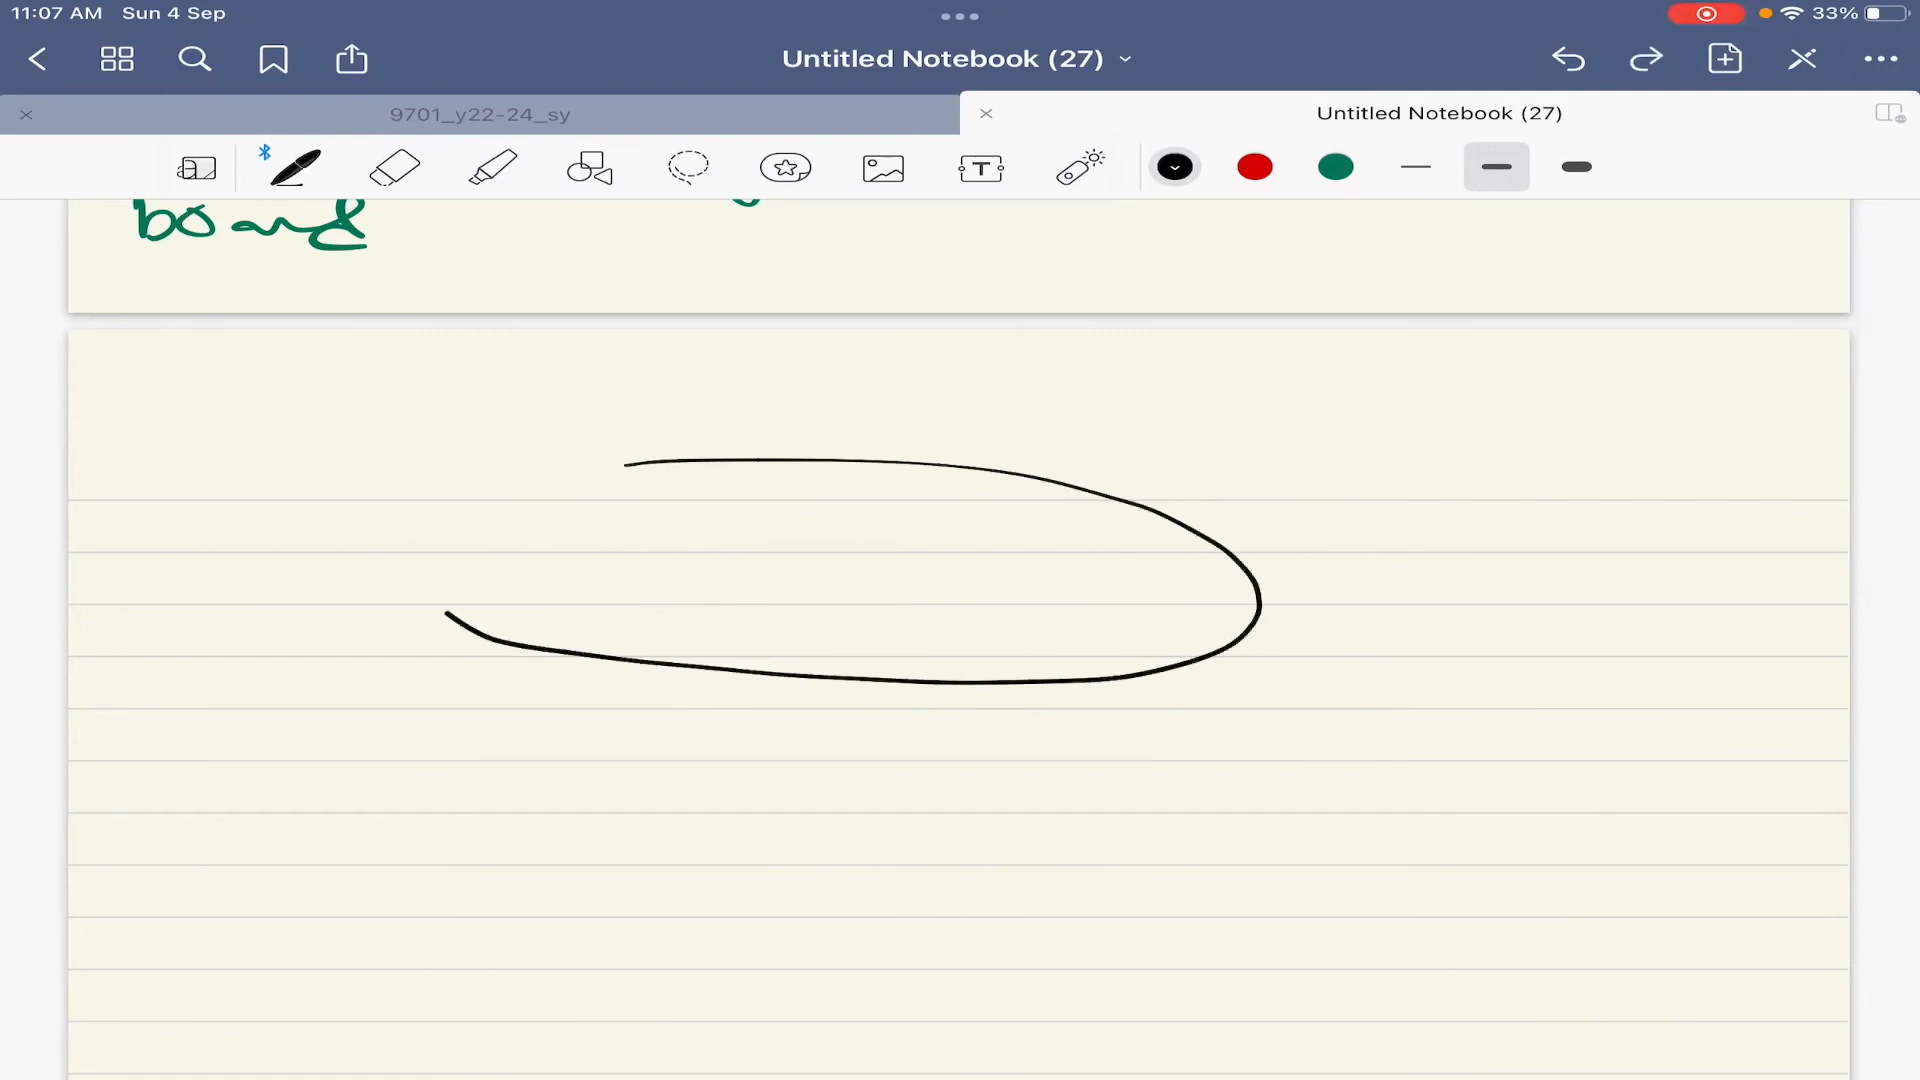 11:07 AM Sun 4 Sep 33%
Untitled Notebook (27)
9701_y22-24_sy
Untitled Notebook (27)
a T